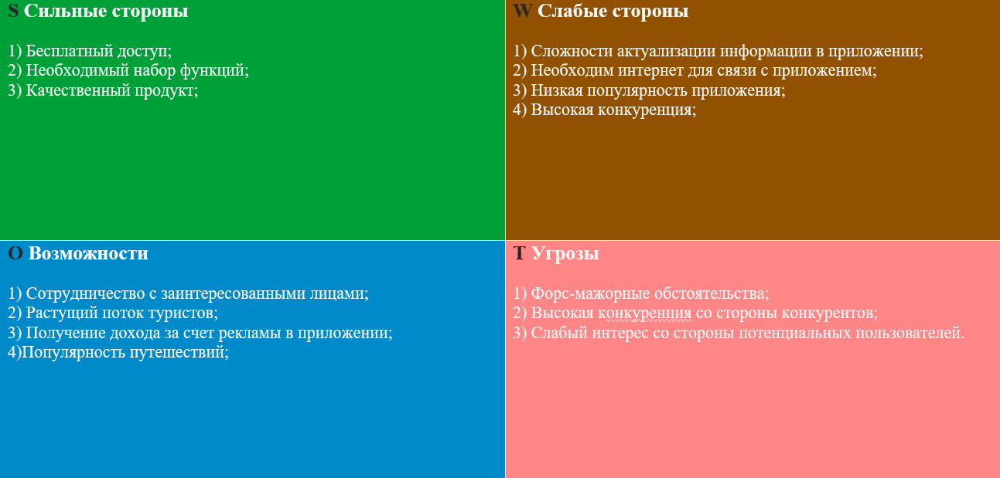 S Сильные стороны
1) Бесплатный доступ;
2) Необходимый набор функций;
3) Качественный продукт;
W Слабые стороны
1) Сложности актуализации информации в приложении;
2) Необходим интернет для связи с приложением;
3) Низкая популярность приложения;
4) Высокая конкуренция;
O Возможности
1) Сотрудничество с заинтересованными лицами;
2) Растущий поток туристов;
3) Получение дохода за счет рекламы в приложении;
4)Популярность путешествий;
T Угрозы
1) Форс-мажорные обстоятельства;
2) Высокая конкуренция со стороны конкурентов;
3) Слабый интерес со стороны потенциальных пользователей.